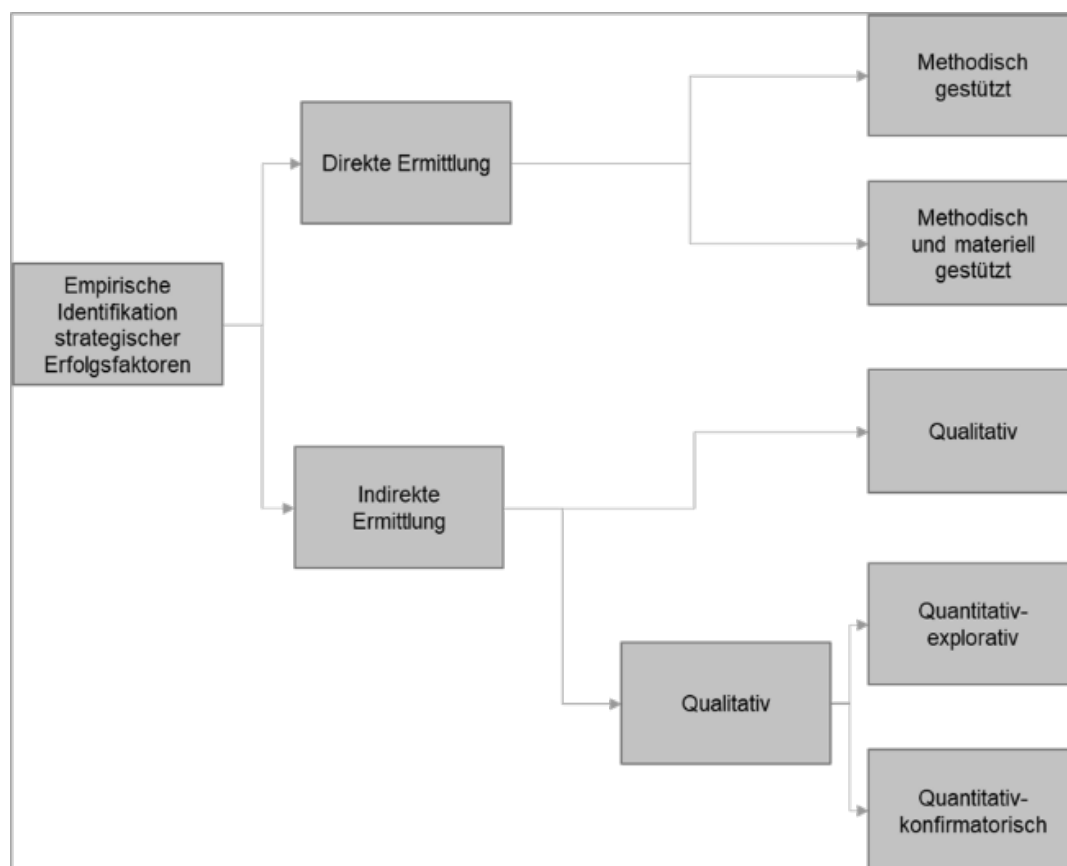 Methodisch
gestützt
Direkte Ermittlung
Methodisch
und materiell
gestützt
Empirische
Identifikation
strategischer
Erfolgsfaktoren
Qualitativ
Indirekte
Ermittlung
Quantitativ-
explorativ
Qualitativ
Quantitativ-
konfirmatorisch